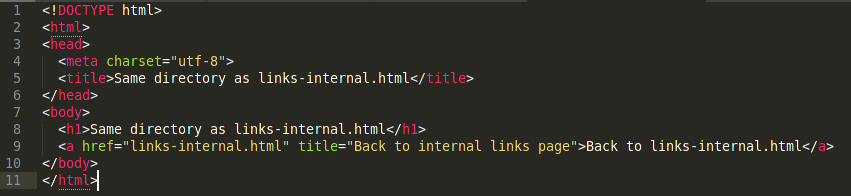 1 <!DOCTYPE html>
2 <html>
3 <head>
4   <meta charset="utf-8">
5   <title>Same directory as links-internal.html</title>
6 </head>
7 <body>
8   <h1>Same directory as links-internal.html</h1>
9   <a href="links-internal.html" title="Back to internal links page">Back to links-internal.html</a>
10 </body>
11 </html>